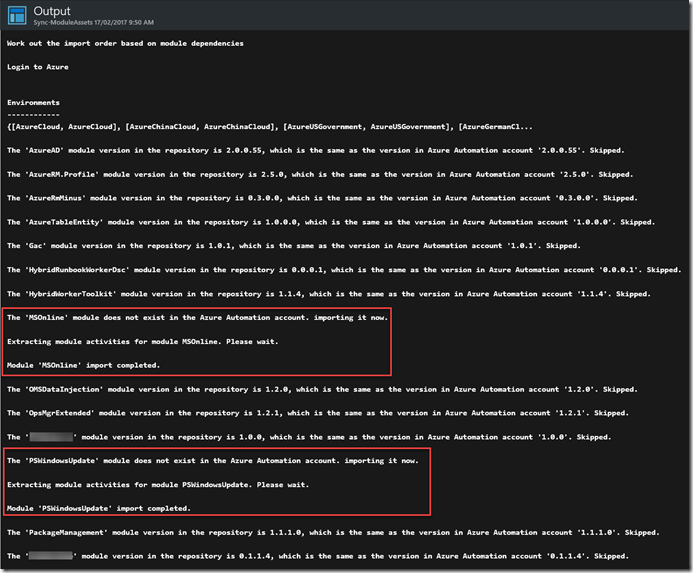 Output
Sync-ModuleAssets 17/02/2017 9:50 AM
Work out the import order based on module dependencies
Login to Azure
Environments
------------
{[AzureCloud, AzureCloud], [AzureChinaCloud, AzureChinaCloud], [AzureUSGovernment, AzureUSGovernment], [AzureGermanCl...
The 'AzureAD' module version in the repository is 2.0.0.55, which is the same as the version in Azure Automation account '2.0.0.55'. Skipped.
The 'AzureRM.Profile' module version in the repository is 2.5.0, which is the same as the version in Azure Automation account '2.5.0'. Skipped.
The 'AzureRmMinus' module version in the repository is 0.3.0.0, which is the same as the version in Azure Automation account '0.3.0.0'. Skipped.
The 'AzureTableEntity' module version in the repository is 1.0.0.0, which is the same as the version in Azure Automation account '1.0.0.0'. Skipped.
The 'Gac' module version in the repository is 1.0.1, which is the same as the version in Azure Automation account '1.0.1'. Skipped.
The 'HybridRunbookWorkerDsc' module version in the repository is 0.0.0.1, which is the same as the version in Azure Automation account '0.0.0.1'. Skipped.
The 'HybridWorkerToolkit' module version in the repository is 1.1.4, which is the same as the version in Azure Automation account '1.1.4'. Skipped.
The 'MSOnline' module does not exist in the Azure Automation account. importing it now.
Extracting module activities for module MSOnline. Please wait.
Module 'MSOnline' import completed.
The 'OMSDataInjection' module version in the repository is 1.2.0, which is the same as the version in Azure Automation account '1.2.0'. Skipped.
The 'OpsMgrExtended' module version in the repository is 1.2.1, which is the same as the version in Azure Automation account '1.2.1'. Skipped.
The ' ' module version in the repository is 1.0.0, which is the same as the version in Azure Automation account '1.0.0'. Skipped.
The 'PSWindowsUpdate' module does not exist in the Azure Automation account. importing it now.
Extracting module activities for module PSWindowsUpdate. Please wait.
Module 'PSWindowsUpdate' import completed.
The 'PackageManagement' module version in the repository is 1.1.1.0, which is the same as the version in Azure Automation account '1.1.1.0'. Skipped.
The ' ' module version in the repository is 0.1.1.4, which is the same as the version in Azure Automation account '0.1.1.4'. Skipped.